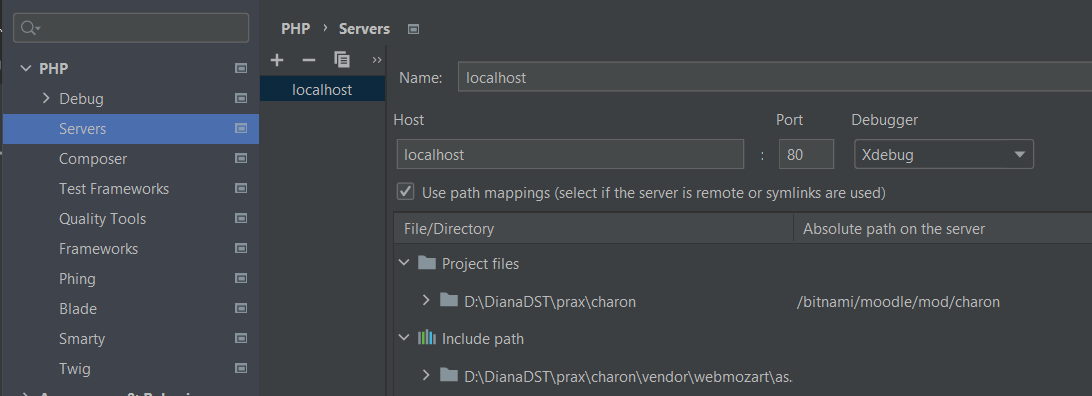 PHP
Debug
Servers
Composer
Test Frameworks
Quality Tools
Frameworks
Phing
Blade
Smarty
Twig
PHP › Servers
+ − »
localhost
Name: localhost
Host Port Debugger
localhost : 80 Xdebug
Use path mappings (select if the server is remote or symlinks are used)
File/Directory Absolute path on the server
Project files
D:\DianaDST\prax\charon /bitnami/moodle/mod/charon
Include path
D:\DianaDST\prax\charon\vendor\webmozart\as.